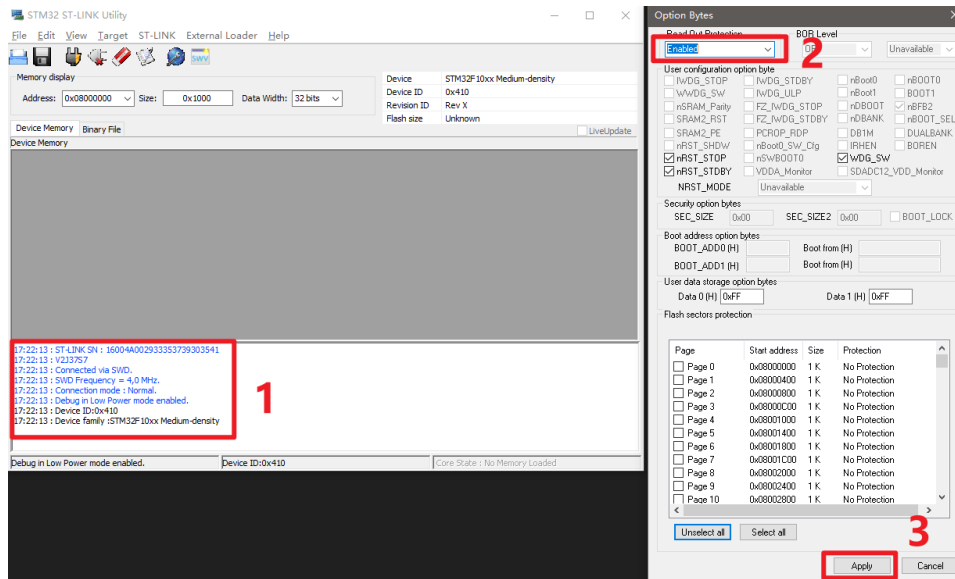 STM32 ST-LINK Utility
File Edit View Target ST-LINK External Loader Help
Memory display
Address: 0x08000000 Size: 0x1000 Data Width: 32 bits
Device STM32F10xx Medium-density
Device ID 0x410
Revision ID Rev X
Flash size Unknown
Device Memory Binary File
LiveUpdate
Device Memory
17:22:13 : ST-LINK SN : 16004A002933353739303541
17:22:13 : V2J37S7
17:22:13 : Connected via SWD.
17:22:13 : SWD Frequency = 4,0 MHz.
17:22:13 : Connection mode : Normal.
17:22:13 : Debug in Low Power mode enabled.
17:22:13 : Device ID:0x410
17:22:13 : Device family :STM32F10xx Medium-density
1
Debug in Low Power mode enabled. Device ID:0x410 Core State : No Memory Loaded
Option Bytes
Read Out Protection BOR Level
Enabled 2 Unavailable
User configuration option byte
IWDG_STOP IWDG_STDBY nBoot0 nBOOT0
WWDG_SW IWDG_ULP nBoot1 BOOT1
nSRAM_Parity FZ_IWDG_STOP nDBOOT nBFB2
SRAM2_RST FZ_IWDG_STDBY nDBANK nBOOT_SEL
SRAM2_PE PCROP_RDP DB1M DUALBANK
nRST_SHDW nBoot0_SW_Cfg IRHEN BOREN
nRST_STOP nSWBOOT0 WDG_SW
nRST_STDBY VDDA_Monitor SDADC12_VDD_Monitor
NRST_MODE Unavailable
Security option bytes
SEC_SIZE 0x00 SEC_SIZE2 0x00 BOOT_LOCK
Boot address option bytes
BOOT_ADD0 (H) Boot from (H)
BOOT_ADD1 (H) Boot from (H)
User data storage option bytes
Data 0 (H) 0xFF Data 1 (H) 0xFF
Flash sectors protection
Page Start address Size Protection
Page 0 0x08000000 1 K No Protection
Page 1 0x08000400 1 K No Protection
Page 2 0x08000800 1 K No Protection
Page 3 0x08000C00 1 K No Protection
Page 4 0x08001000 1 K No Protection
Page 5 0x08001400 1 K No Protection
Page 6 0x08001800 1 K No Protection
Page 7 0x08001C00 1 K No Protection
Page 8 0x08002000 1 K No Protection
Page 9 0x08002400 1 K No Protection
Page 10 0x08002800 1 K No Protection
Unselect all Select all
3
Apply Cancel